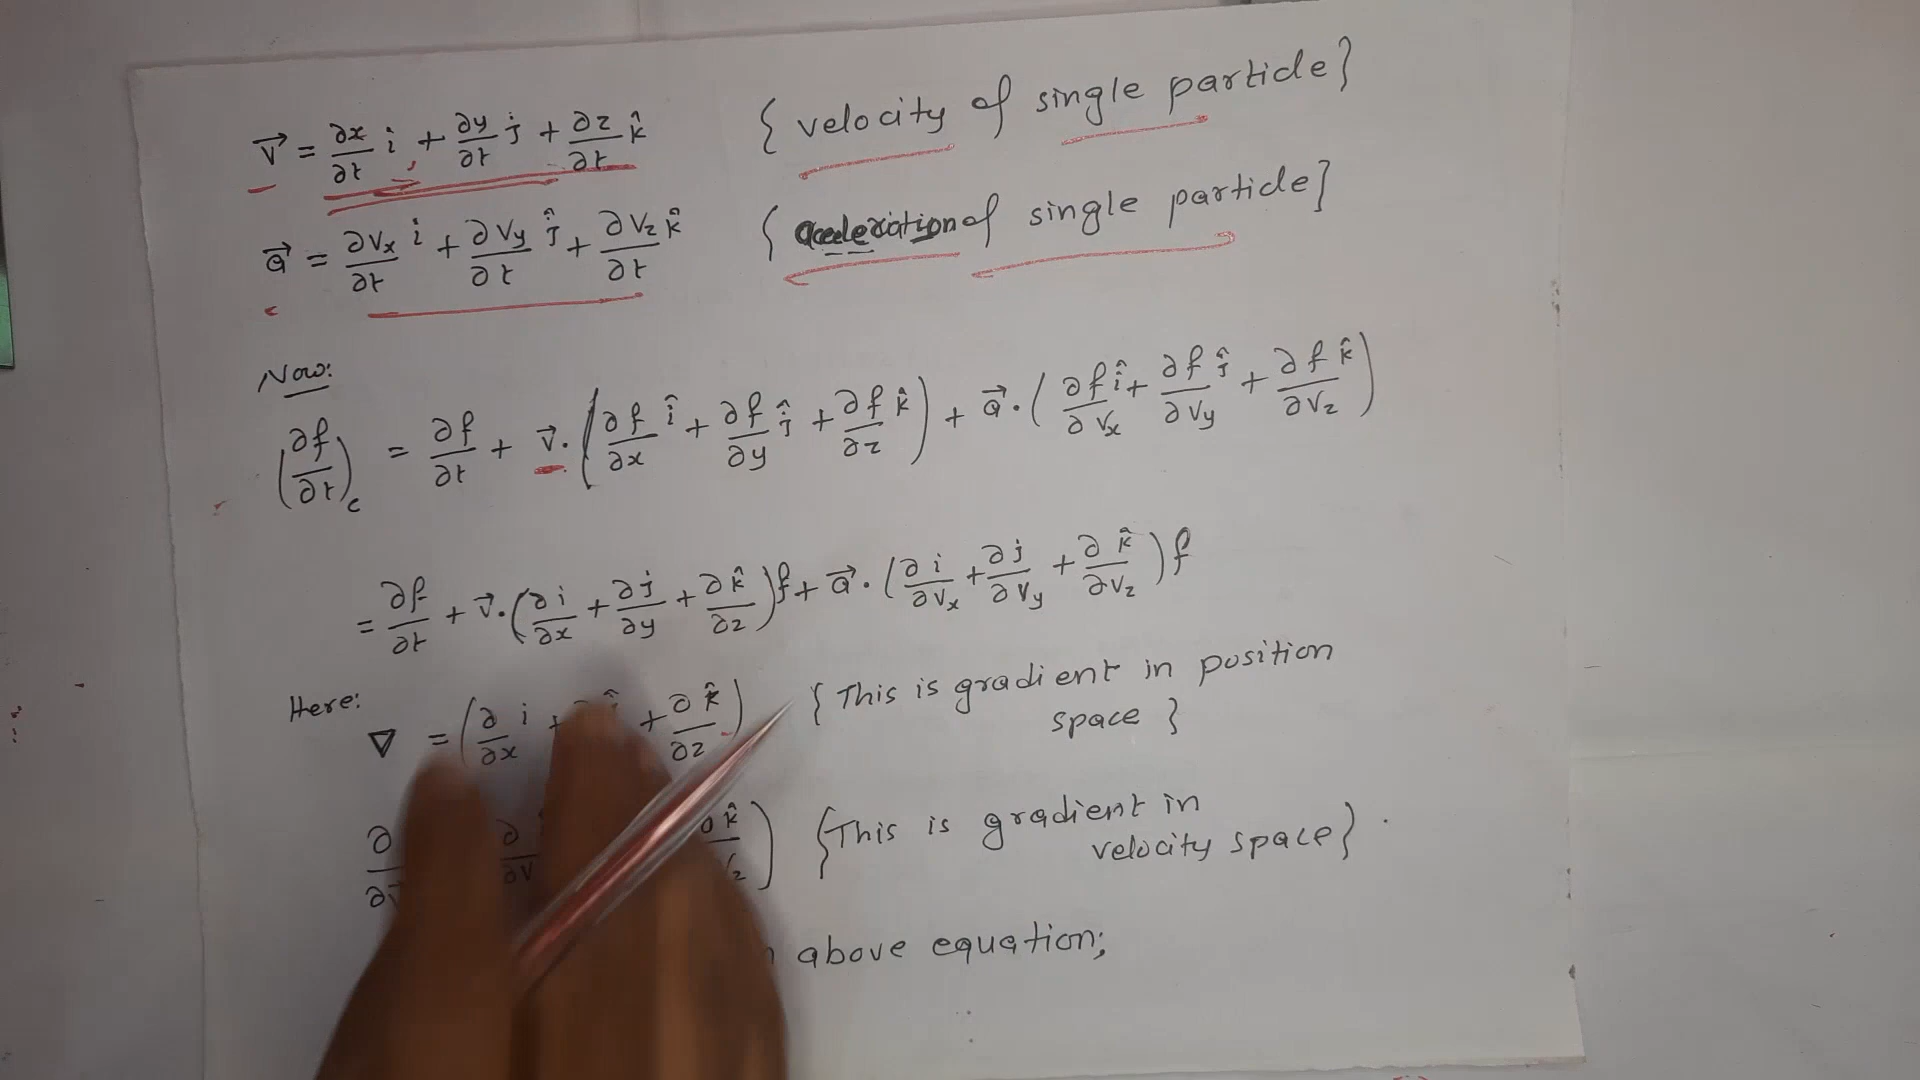 v⃗ = ∂x/∂t i + ∂y/∂t j + ∂z/∂t k̂ {velocity of single particle}
a⃗ = ∂Vx/∂t î + ∂Vy/∂t ĵ + ∂Vz/∂t k̂ {acceleration of single particle}
Now:
(∂f/∂t)c = ∂f/∂t + v⃗.(∂f/∂x î + ∂f/∂y ĵ + ∂f/∂z k̂) + a⃗.(∂f/∂Vx î + ∂f/∂Vy ĵ + ∂f/∂Vz k̂)
= ∂f/∂t + v⃗.(∂/∂x i + ∂/∂y j + ∂/∂z k̂)f + a⃗.(∂/∂Vx i + ∂/∂Vy j + ∂/∂Vz k̂)f
Here:
∇ = (∂/∂x i + + ∂/∂z k̂) {This is gradient in position
space}
∂ ∂/∂V k̂) {This is gradient in
velocity space}.
above equation;